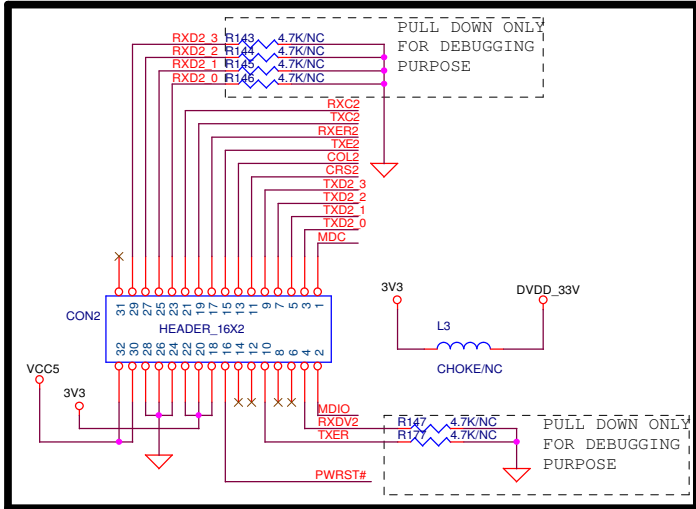 RXD2_3 R143 4.7K/NC
RXD2_2 R144 4.7K/NC
RXD2_1 R145 4.7K/NC
RXD2_0 R146 4.7K/NC
PULL DOWN ONLY
FOR DEBUGGING
PURPOSE
RXC2
TXC2
RXER2
TXE2
COL2
CRS2
TXD2_3
TXD2_2
TXD2_1
TXD2_0
MDC
31 29 27 25 23 21 19 17 15 13 11 9 7 5 3 1
CON2
HEADER_16X2
32 30 28 26 24 22 20 18 16 14 12 10 8 6 4 2
3V3
DVDD_33V
L3
CHOKE/NC
VCC5
3V3
MDIO
RXDV2 R147 4.7K/NC
TXER R177 4.7K/NC
PULL DOWN ONLY
FOR DEBUGGING
PURPOSE
PWRST#